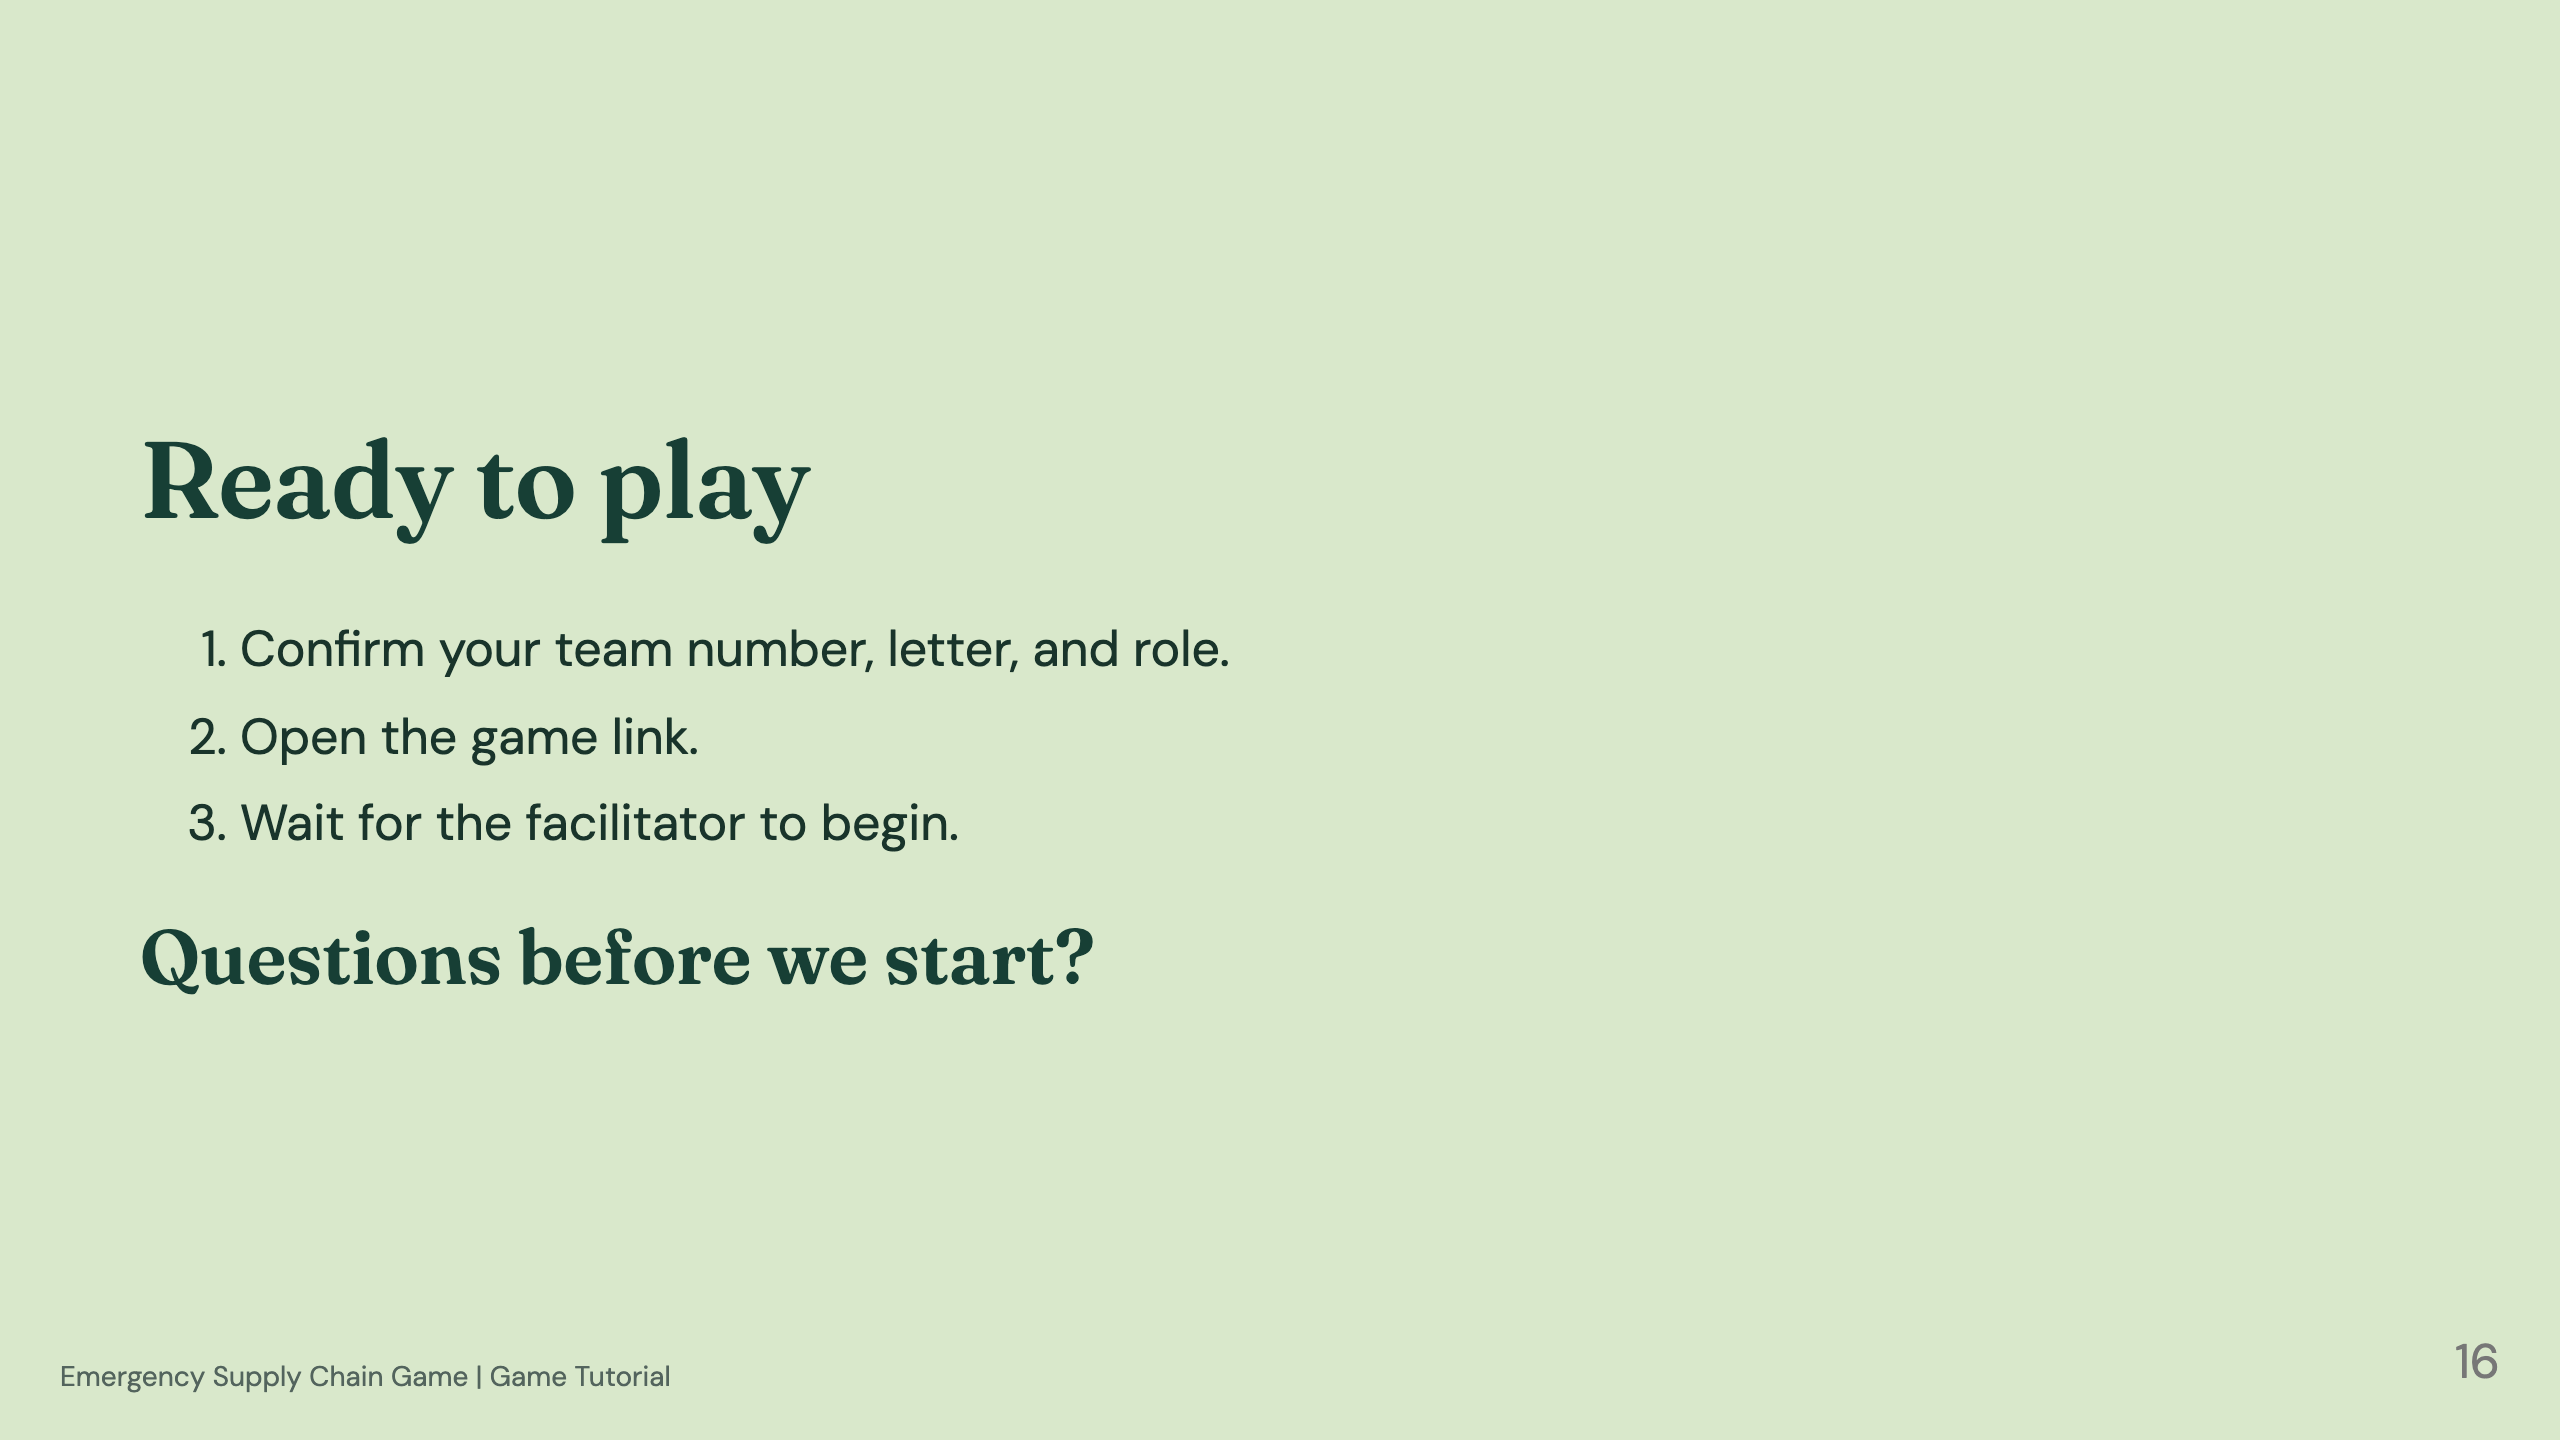 Ready to play
1. Confirm your team number, letter, and role.
2. Open the game link.
3. Wait for the facilitator to begin.
Questions before we start?
Emergency Supply Chain Game | Game Tutorial
16